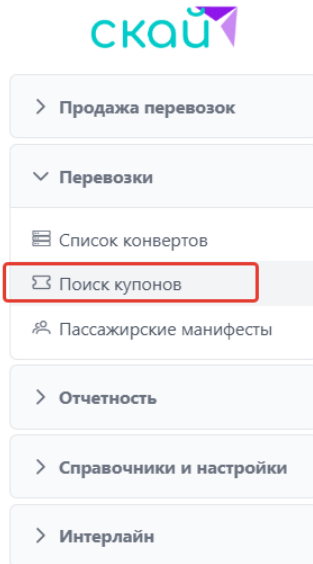 скай
Продажа перевозок
Перевозки
Список конвертов
Поиск купонов
Пассажирские манифесты
Отчетность
Справочники и настройки
Интерлайн